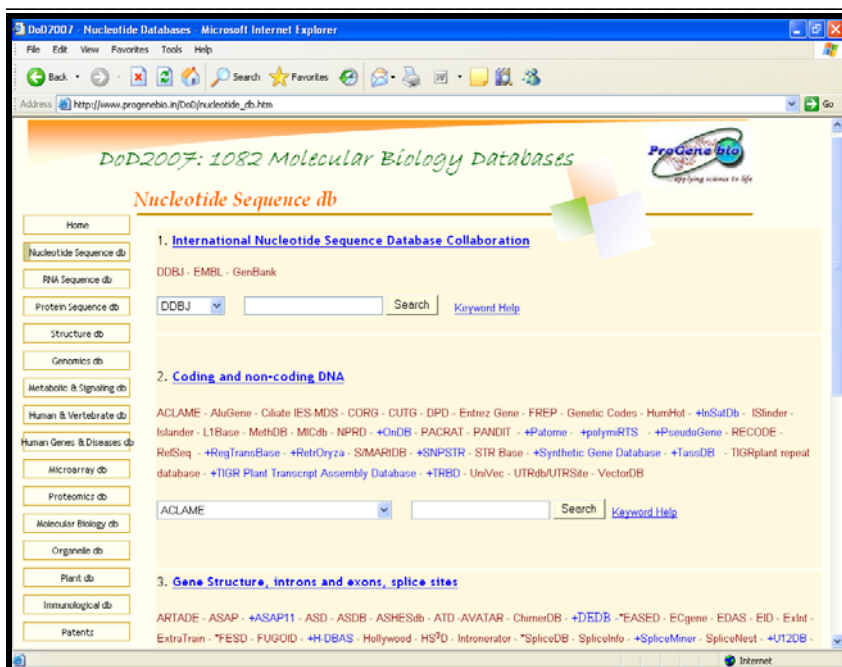 DoD2007 - Nucleotide Databases - Microsoft Internet Explorer
File Edit View Favorites Tools Help
Back Search Favorites
Address http://www.progenebio.in/DoD/nucleotide_db.htm Go
DoD2007: 1082 Molecular Biology Databases
ProGene bio
...applying science to life
Nucleotide Sequence db
Home
Nucleotide Sequence db
RNA Sequence db
Protein Sequence db
Structure db
Genomics db
Metabolic & Signaling db
Human & Vertebrate db
Human Genes & Diseases db
Microarray db
Proteomics db
Molecular Biology db
Organelle db
Plant db
Immunological db
Patents
1. International Nucleotide Sequence Database Collaboration
DDBJ - EMBL - GenBank
DDBJ Search Keyword Help
2. Coding and non-coding DNA
ACLAME - AluGene - Ciliate IES-MDS - CORG - CUTG - DPD - Entrez Gene - FREP - Genetic Codes - HumHot - +InSatDb - ISfinder -
Islander - L1Base - MethDB - MICdb - NPRD - +OnDB - PACRAT - PANDIT - +Patome - +polymiRTS - +PseudoGene - RECODE -
RefSeq - +RegTransBase - +RetrOryza - S/MARtDB - +SNPSTR - STR Base - +Synthetic Gene Database - +TassDB - TIGRplant repeat
database - +TIGR Plant Transcript Assembly Database - +TRBD - UniVec - UTRdb/UTRSite - VectorDB
ACLAME Search Keyword Help
3. Gene Structure, introns and exons, splice sites
ARTADE - ASAP - +ASAP11 - ASD - ASDB - ASHESdb - ATD -AVATAR - ChimerDB - +DEDB -*EASED - ECgene - EDAS - EID - ExInt -
ExtraTrain - *FESD - FUGOID - +H-DBAS - Hollywood - HS³D - Intronerator - *SpliceDB - SpliceInfo - +SpliceMiner - SpliceNest - +U12DB -
Internet